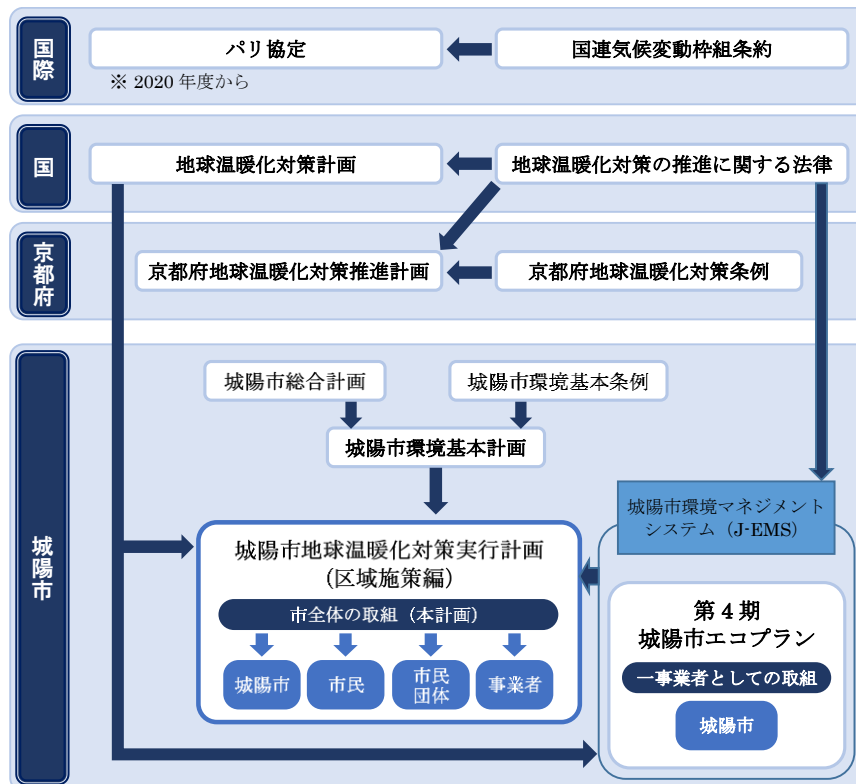 国際
パリ協定
国連気候変動枠組条約
※ 2020 年度から
国
地球温暖化対策計画
地球温暖化対策の推進に関する法律
京都府
京都府地球温暖化対策推進計画
京都府地球温暖化対策条例
城陽市
城陽市総合計画
城陽市環境基本条例
城陽市環境基本計画
城陽市地球温暖化対策実行計画
（区域施策編）
市全体の取組（本計画）
城陽市
市民
市民
団体
事業者
城陽市環境マネジメント
システム（J-EMS）
第４期
城陽市エコプラン
一事業者としての取組
城陽市